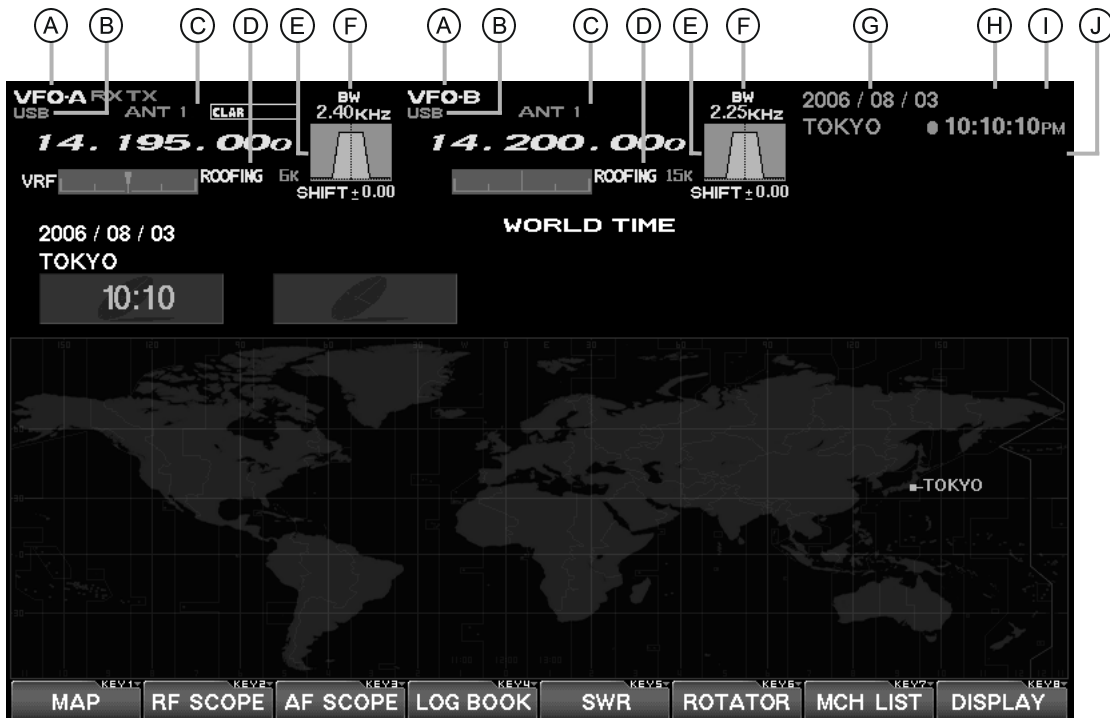 A B C D E F A B C D E F G H I J
VFO-A RX TX
USB ANT 1 CLAR
14.195.000
VRF ROOFING 6K
BW
2.40KHz
SHIFT ±0.00
VFO-B
USB ANT 1
14.200.000
ROOFING 15K
BW
2.25KHz
SHIFT ±0.00
2006 / 08 / 03
TOKYO 10:10:10PM
WORLD TIME
2006 / 08 / 03
TOKYO
10:10
TOKYO
KEY1 KEY2 KEY3 KEY4 KEY5 KEY6 KEY7 KEY8
MAP RF SCOPE AF SCOPE LOG BOOK SWR ROTATOR MCH LIST DISPLAY